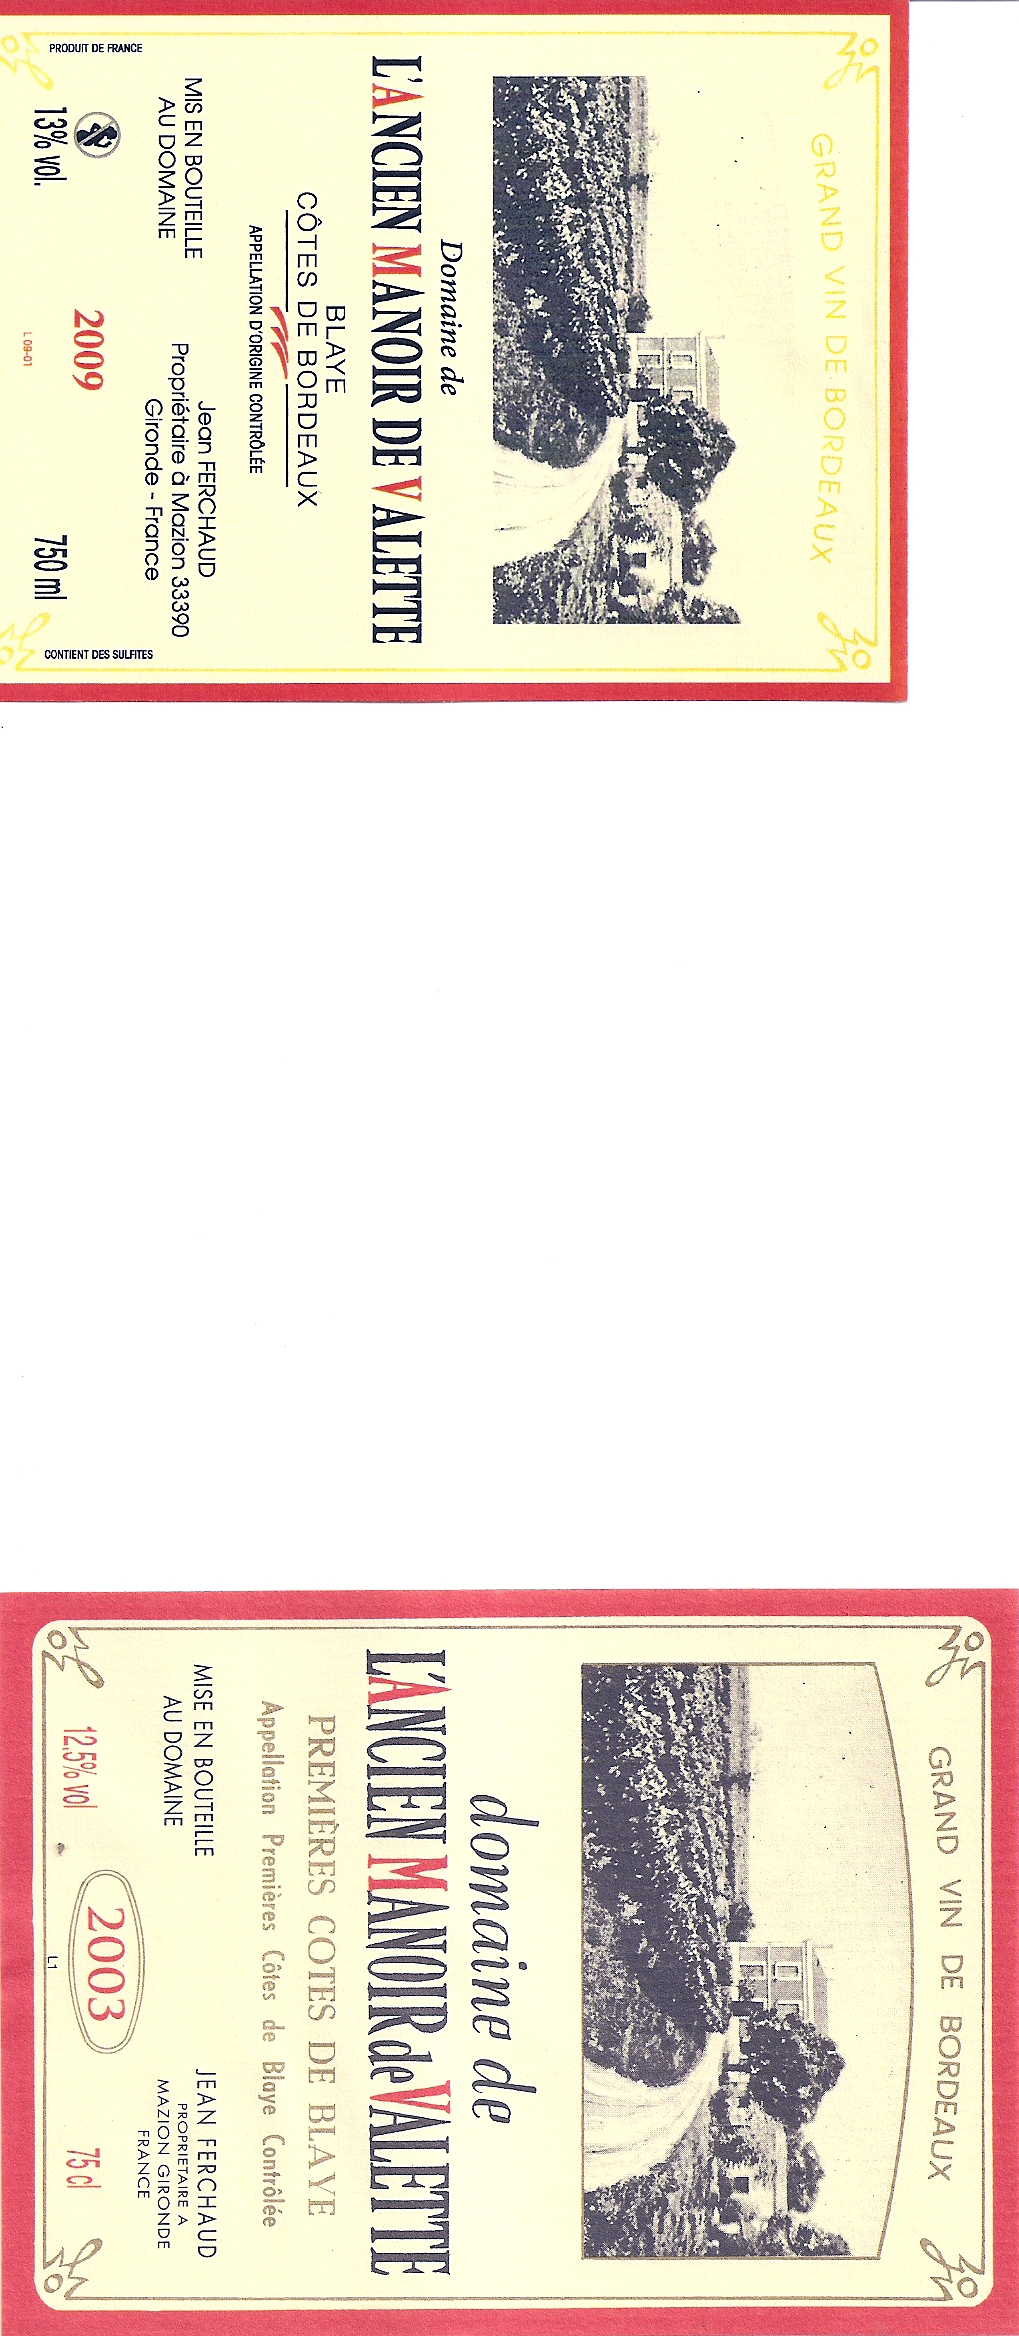 GRAND VIN DE BORDEAUX
Domaine de
L'ANCIEN MANOIR DE VALETTE
BLAYE
CÔTES DE BORDEAUX
APPELLATION D'ORIGINE CONTRÔLÉE
MIS EN BOUTEILLE
AU DOMAINE
Jean FERCHAUD
Propriétaire à Mazion 33390
Gironde - France
13% vol.
2009
750 ml
PRODUIT DE FRANCE
L 09-01
CONTIENT DES SULFITES
GRAND VIN DE BORDEAUX
domaine de
L'ANCIEN MANOIR de VALETTE
PREMIÈRES COTES DE BLAYE
Appellation Premières Côtes de Blaye Contrôlée
MISE EN BOUTEILLE
AU DOMAINE
JEAN FERCHAUD
PROPRIETAIRE A
MAZION GIRONDE
FRANCE
12,5% vol
2003
75 cl
L1